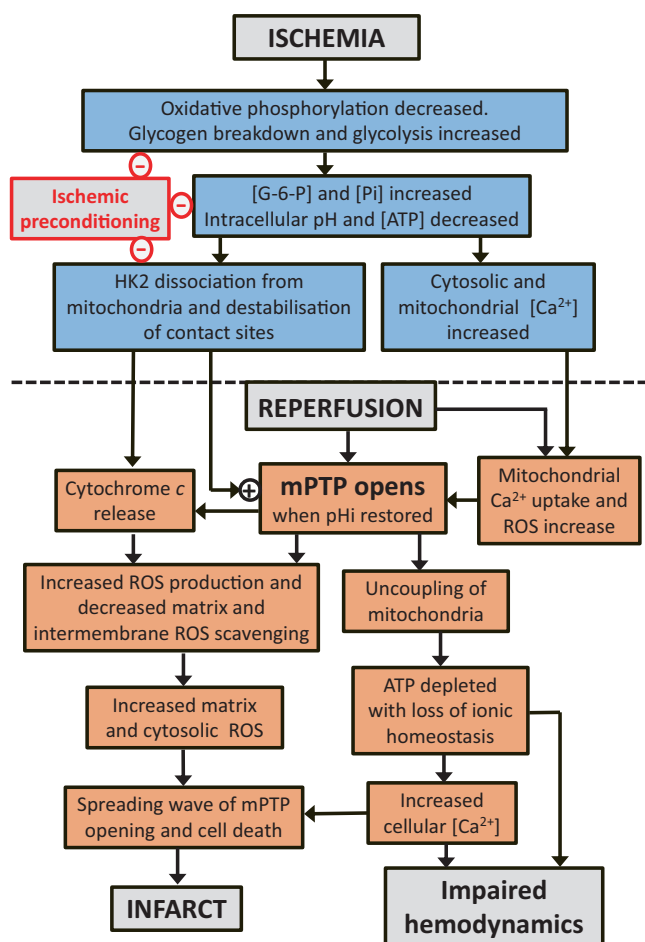 ISCHEMIA
Oxidative phosphorylation decreased.
Glycogen breakdown and glycolysis increased
Ischemic
preconditioning
−
−
−
[G-6-P] and [Pi] increased
Intracellular pH and [ATP] decreased
HK2 dissociation from
mitochondria and destabilisation
of contact sites
Cytosolic and
mitochondrial [Ca²⁺]
increased
REPERFUSION
Cytochrome c
release
+
mPTP opens
when pHi restored
Mitochondrial
Ca²⁺ uptake and
ROS increase
Increased ROS production and
decreased matrix and
intermembrane ROS scavenging
Uncoupling of
mitochondria
Increased matrix
and cytosolic ROS
ATP depleted
with loss of ionic
homeostasis
Spreading wave of mPTP
opening and cell death
Increased
cellular [Ca²⁺]
INFARCT
Impaired
hemodynamics